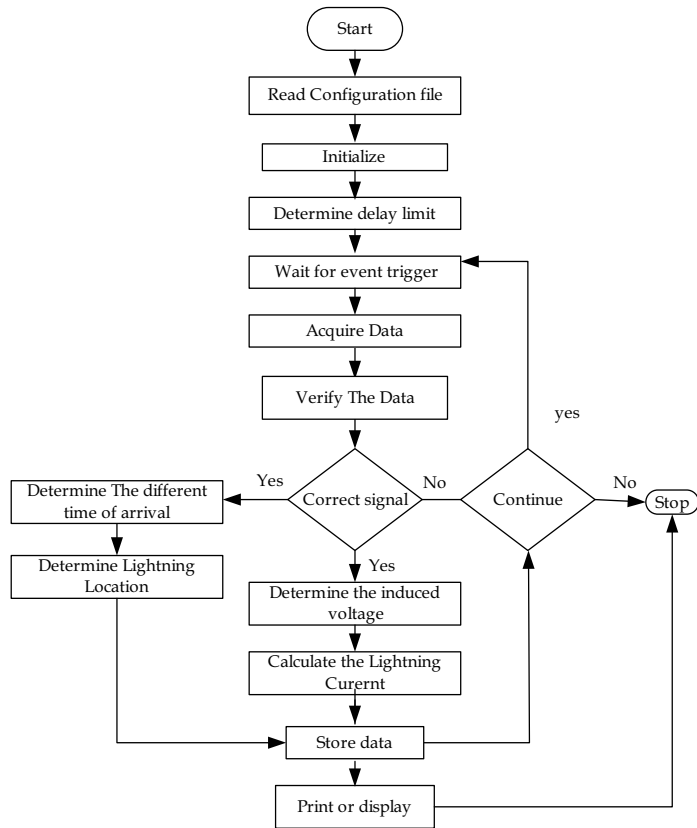 Start
Read Configuration file
Initialize
Determine delay limit
Wait for event trigger
Acquire Data
Verify The Data
yes
Yes
No
No
Determine The different
time of arrival
Correct signal
Continue
Stop
Determine Lightning
Location
Yes
Determine the induced
voltage
Calculate the Lightning
Curernt
Store data
Print or display